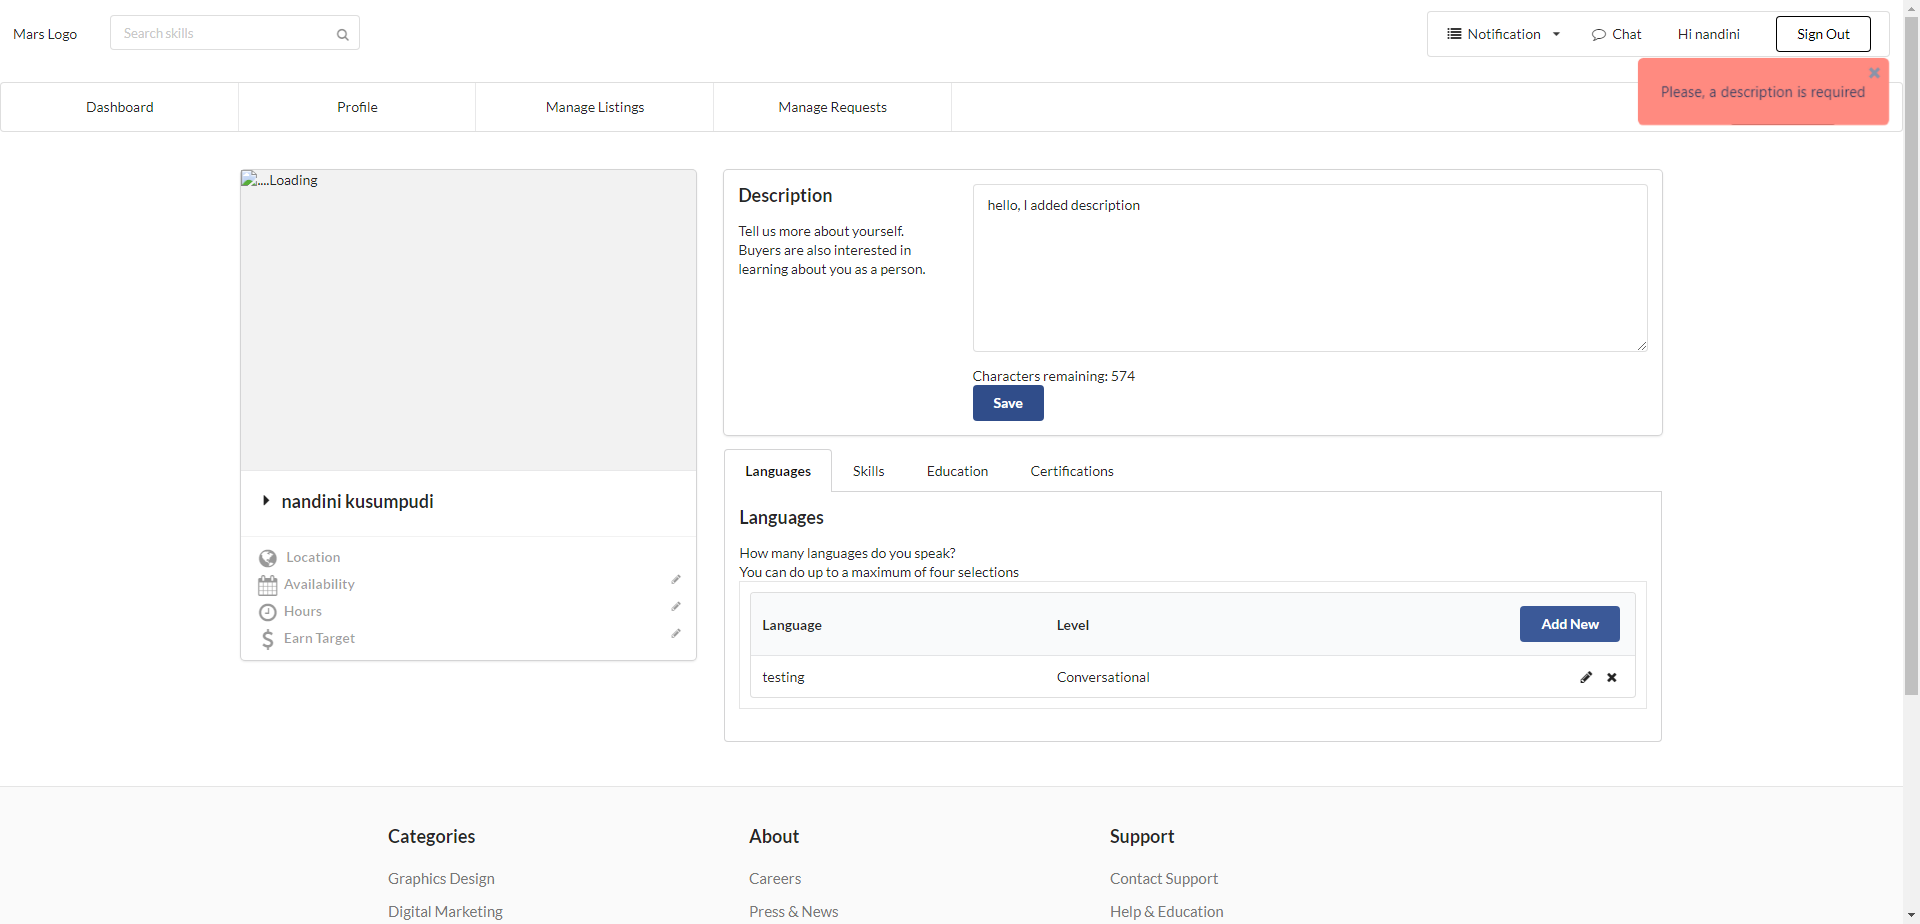 Mars Logo
Search skills
Notification
Chat
Hi nandini
Sign Out
Please, a description is required
Dashboard
Profile
Manage Listings
Manage Requests
....Loading
nandini kusumpudi
Location
Availability
Hours
Earn Target
Description
Tell us more about yourself.
Buyers are also interested in
learning about you as a person.
hello, I added description
Characters remaining: 574
Save
Languages
Skills
Education
Certifications
Languages
How many languages do you speak?
You can do up to a maximum of four selections
Language
Level
Add New
testing
Conversational
Categories
About
Support
Graphics Design
Careers
Contact Support
Digital Marketing
Press & News
Help & Education